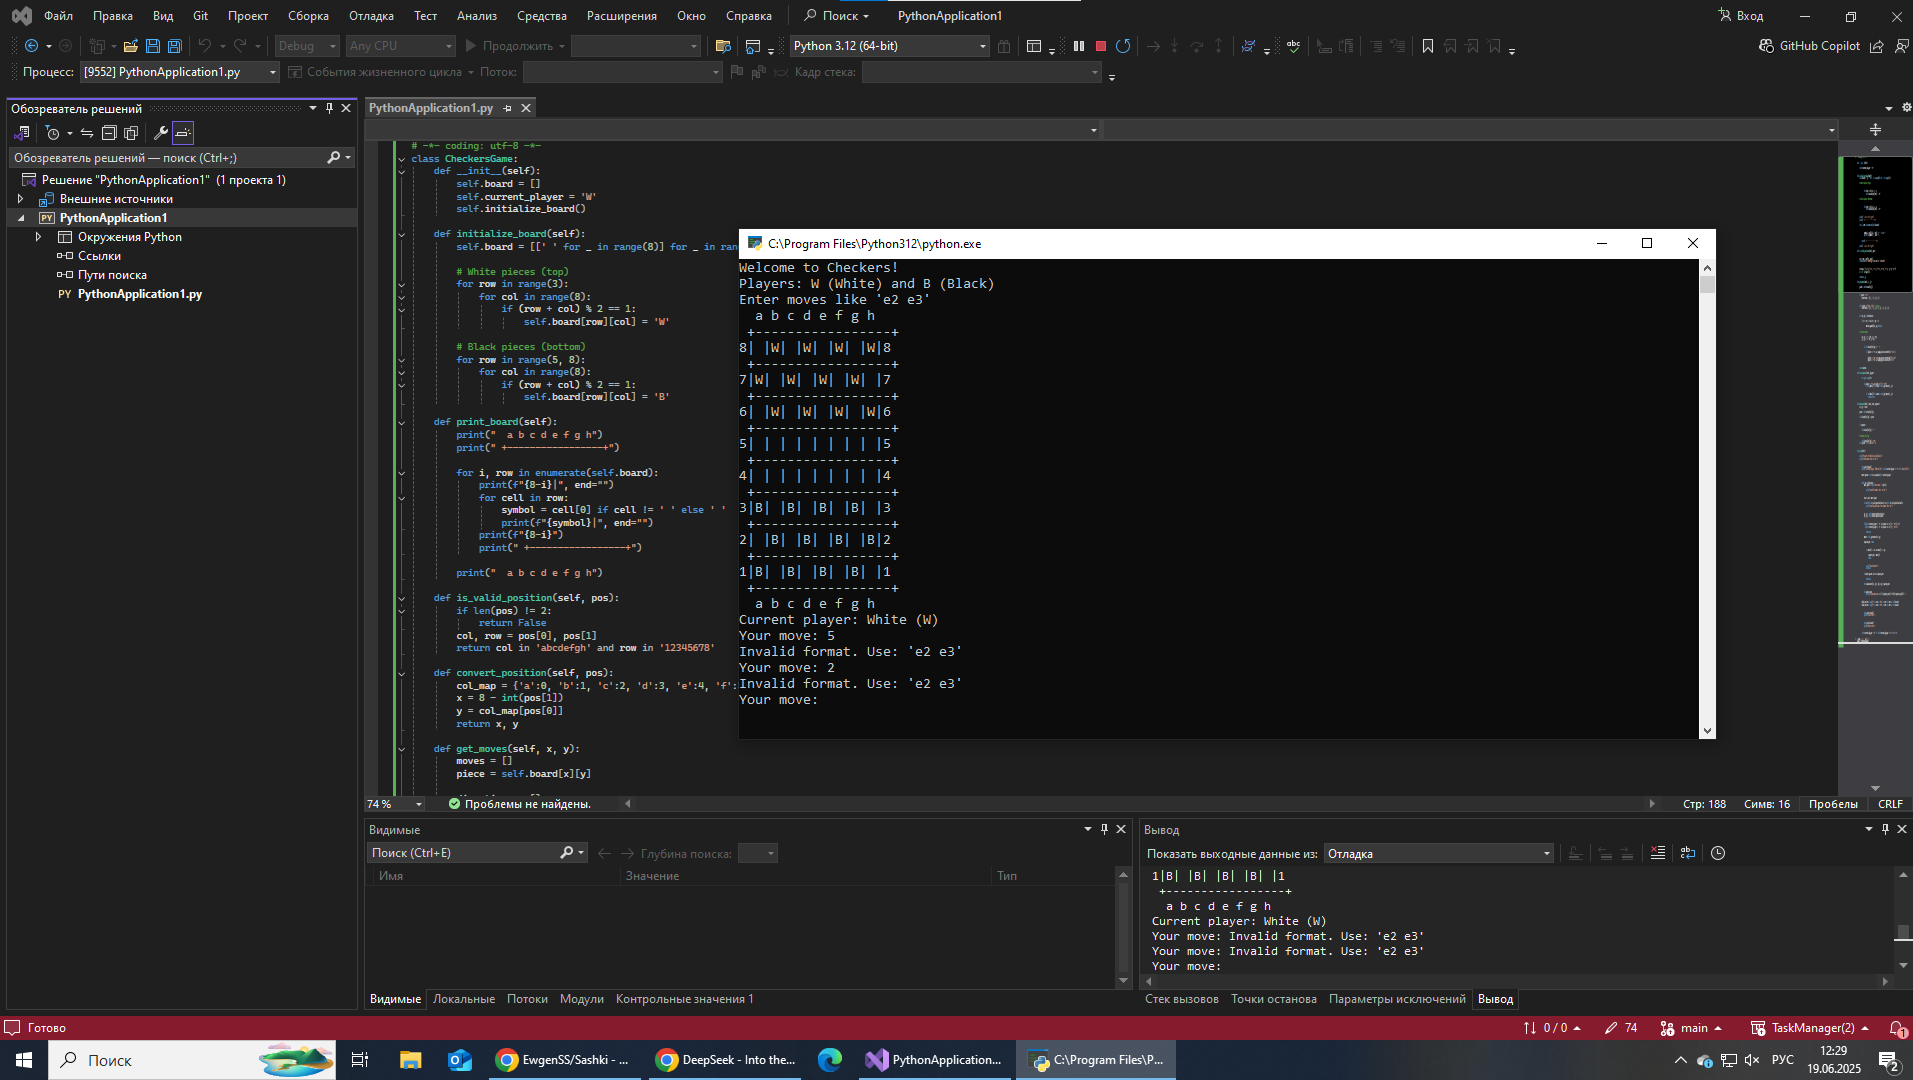 Файл Правка Вид Git Проект Сборка Отладка Тест Анализ Средства Расширения Окно Справка Поиск PythonApplication1 Вход
Debug Any CPU Продолжить Python 3.12 (64-bit) GitHub Copilot
Процесс: [9552] PythonApplication1.py События жизненного цикла Поток: Кадр стека:
Обозреватель решений
Обозреватель решений — поиск (Ctrl+;)
Решение "PythonApplication1" (1 проекта 1)
Внешние источники
PythonApplication1
Окружения Python
Ссылки
Пути поиска
PY PythonApplication1.py
PythonApplication1.py
# -*- coding: utf-8 -*-
class CheckersGame:
def __init__(self):
self.board = []
self.current_player = 'W'
self.initialize_board()
def initialize_board(self):
self.board = [[' ' for _ in range(8)] for _ in ran
# White pieces (top)
for row in range(3):
for col in range(8):
if (row + col) % 2 == 1:
self.board[row][col] = 'W'
# Black pieces (bottom)
for row in range(5, 8):
for col in range(8):
if (row + col) % 2 == 1:
self.board[row][col] = 'B'
def print_board(self):
print("  a b c d e f g h")
print(" +-----------------+")
for i, row in enumerate(self.board):
print(f"{8-i}|", end="")
for cell in row:
symbol = cell[0] if cell != ' ' else ' '
print(f"{symbol}|", end="")
print(f"{8-i}")
print(" +-----------------+")
print("  a b c d e f g h")
def is_valid_position(self, pos):
if len(pos) != 2:
return False
col, row = pos[0], pos[1]
return col in 'abcdefgh' and row in '12345678'
def convert_position(self, pos):
col_map = {'a':0, 'b':1, 'c':2, 'd':3, 'e':4, 'f':
x = 8 - int(pos[1])
y = col_map[pos[0]]
return x, y
def get_moves(self, x, y):
moves = []
piece = self.board[x][y]
C:\Program Files\Python312\python.exe
Welcome to Checkers!
Players: W (White) and B (Black)
Enter moves like 'e2 e3'
  a b c d e f g h
 +-----------------+
8| |W| |W| |W| |W|8
 +-----------------+
7|W| |W| |W| |W| |7
 +-----------------+
6| |W| |W| |W| |W|6
 +-----------------+
5| | | | | | | | |5
 +-----------------+
4| | | | | | | | |4
 +-----------------+
3|B| |B| |B| |B| |3
 +-----------------+
2| |B| |B| |B| |B|2
 +-----------------+
1|B| |B| |B| |B| |1
 +-----------------+
  a b c d e f g h
Current player: White (W)
Your move: 5
Invalid format. Use: 'e2 e3'
Your move: 2
Invalid format. Use: 'e2 e3'
Your move:
74 % Проблемы не найдены. Стр: 188 Симв: 16 Пробелы CRLF
Видимые
Поиск (Ctrl+E) Глубина поиска:
Имя Значение Тип
Видимые Локальные Потоки Модули Контрольные значения 1
Вывод
Показать выходные данные из: Отладка
1|B| |B| |B| |B| |1
 +-----------------+
  a b c d e f g h
Current player: White (W)
Your move: Invalid format. Use: 'e2 e3'
Your move: Invalid format. Use: 'e2 e3'
Your move:
Стек вызовов Точки останова Параметры исключений Вывод
Готово 0 / 0 74 main TaskManager(2) 1
Поиск EwgenSS/Sashki - ... DeepSeek - Into the... PythonApplication... C:\Program Files\P... РУС 12:29
19.06.2025 2